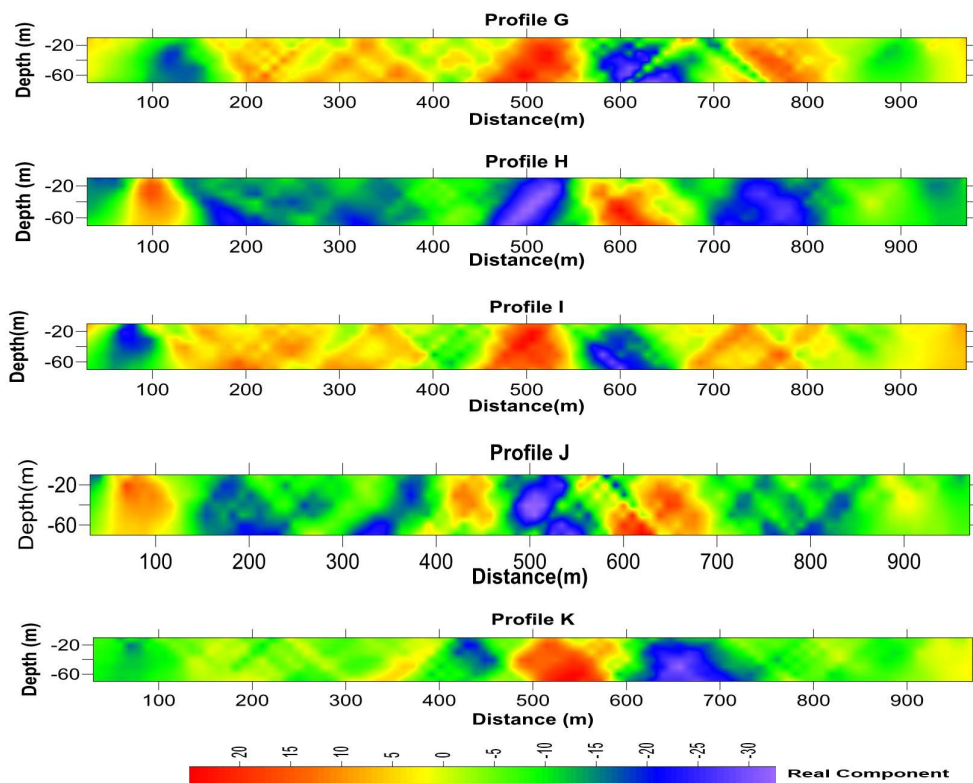 Profile G
Depth (m)
-20
-60
100 200 300 400 500 600 700 800 900
Distance(m)
Profile H
Depth (m)
-20
-60
100 200 300 400 500 600 700 800 900
Distance(m)
Profile I
Depth(m)
-20
-60
100 200 300 400 500 600 700 800 900
Distance(m)
Profile J
Depth(m)
-20
-60
100 200 300 400 500 600 700 800 900
Distance(m)
Profile K
Depth (m)
-20
-60
100 200 300 400 500 600 700 800 900
Distance (m)
20 15 10 5 0 -5 -10 -15 -20 -25 -30
Real Component